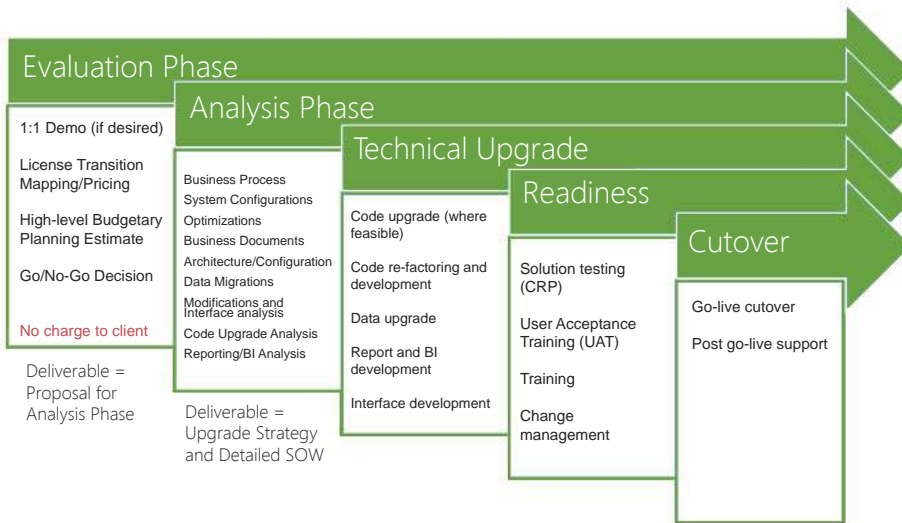 Evaluation Phase
1:1 Demo (if desired)
License Transition
Mapping/Pricing
High-level Budgetary
Planning Estimate
Go/No-Go Decision
No charge to client
Deliverable =
Proposal for
Analysis Phase
Analysis Phase
Business Process
System Configurations
Optimizations
Business Documents
Architecture/Configuration
Data Migrations
Modifications and
Interface analysis
Code Upgrade Analysis
Reporting/BI Analysis
Deliverable =
Upgrade Strategy
and Detailed SOW
Technical Upgrade
Code upgrade (where
feasible)
Code re-factoring and
development
Data upgrade
Report and BI
development
Interface development
Readiness
Solution testing
(CRP)
User Acceptance
Training (UAT)
Training
Change
management
Cutover
Go-live cutover
Post go-live support